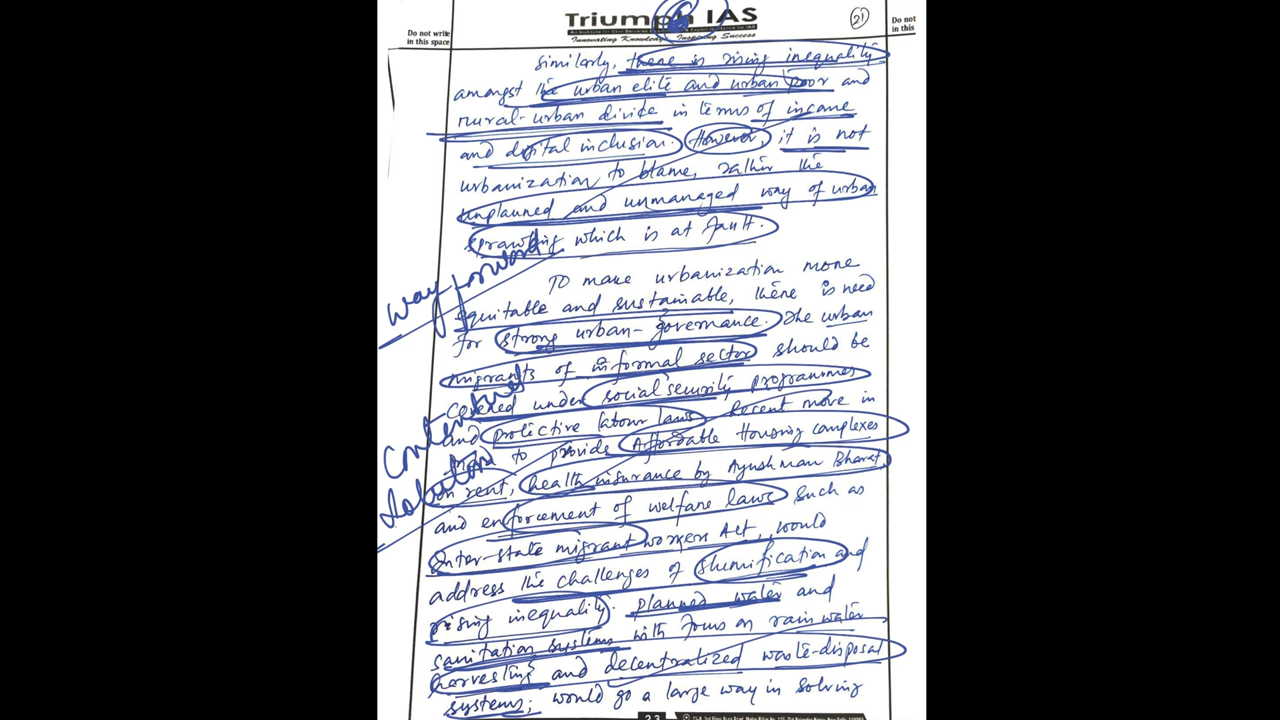 Triumph IAS
Innovating Knowledge, Inspiring Success
21
Do not write
in this space
Do not
in this
Similarly, there is rising inequality
amongst the urban elite and urban poor and
rural-urban divide in terms of income
and digital inclusion. However, it is not
urbanization to blame, rather the
unplanned and unmanaged way of urban
sprawling which is at fault.
way forward
To make urbanization more
equitable and sustainable, there is need
for strong urban-governance. The urban
migrants of informal sector should be
covered under social security programmes
and protective labour laws. Recent move in
to provide Affordable Housing complexes
on rent, health insurance by Ayushman Bharat
and enforcement of welfare laws such as
Inter-state migrant workers Act, would
address the challenges of slumification and
rising inequality. planned water and
sanitation systems with focus on rain water
harvesting and decentralized waste-disposal
systems; would go a large way in solving
23